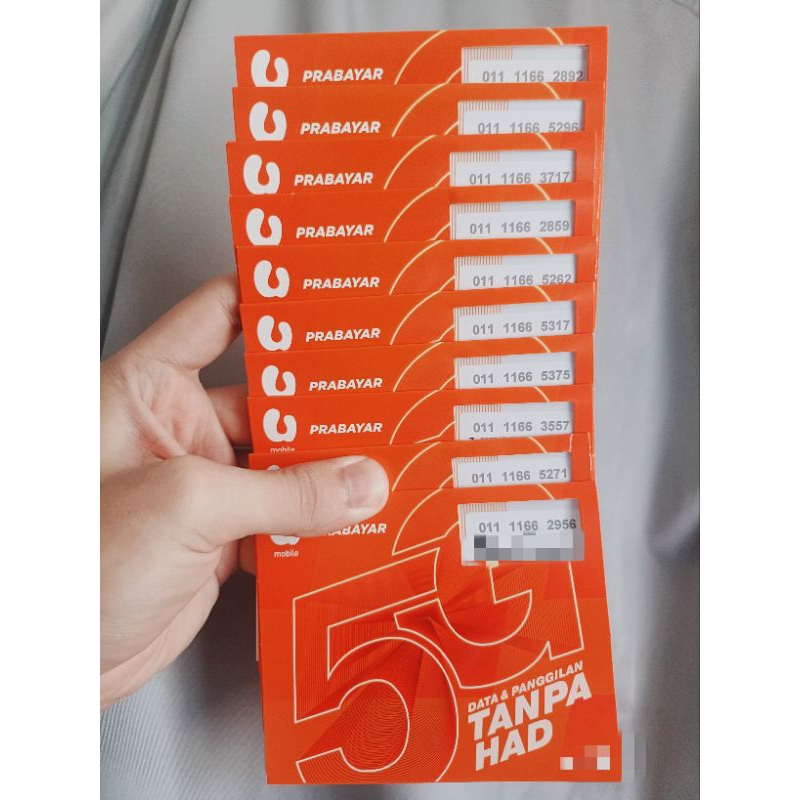 PRABAYAR 011 1166 2892
PRABAYAR 011 1166 5296
PRABAYAR 011 1166 3717
PRABAYAR 011 1166 2859
PRABAYAR 011 1166 5262
PRABAYAR 011 1166 5317
PRABAYAR 011 1166 5375
PRABAYAR 011 1166 3557
mobile
011 1166 5271
ABAYAR 011 1166 2956
mobile
5G
DATA & PANGGILAN
TANPA
HAD